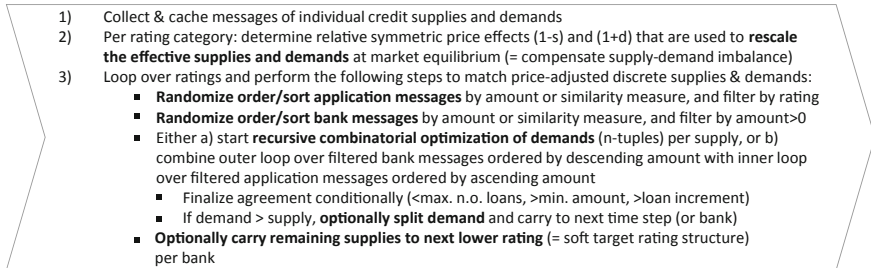 1) Collect & cache messages of individual credit supplies and demands
2) Per rating category: determine relative symmetric price effects (1-s) and (1+d) that are used to rescale
the effective supplies and demands at market equilibrium (= compensate supply-demand imbalance)
3) Loop over ratings and perform the following steps to match price-adjusted discrete supplies & demands:
▪ Randomize order/sort application messages by amount or similarity measure, and filter by rating
▪ Randomize order/sort bank messages by amount or similarity measure, and filter by amount>0
▪ Either a) start recursive combinatorial optimization of demands (n-tuples) per supply, or b)
combine outer loop over filtered bank messages ordered by descending amount with inner loop
over filtered application messages ordered by ascending amount
▪ Finalize agreement conditionally (<max. n.o. loans, >min. amount, >loan increment)
▪ If demand > supply, optionally split demand and carry to next time step (or bank)
▪ Optionally carry remaining supplies to next lower rating (= soft target rating structure)
per bank